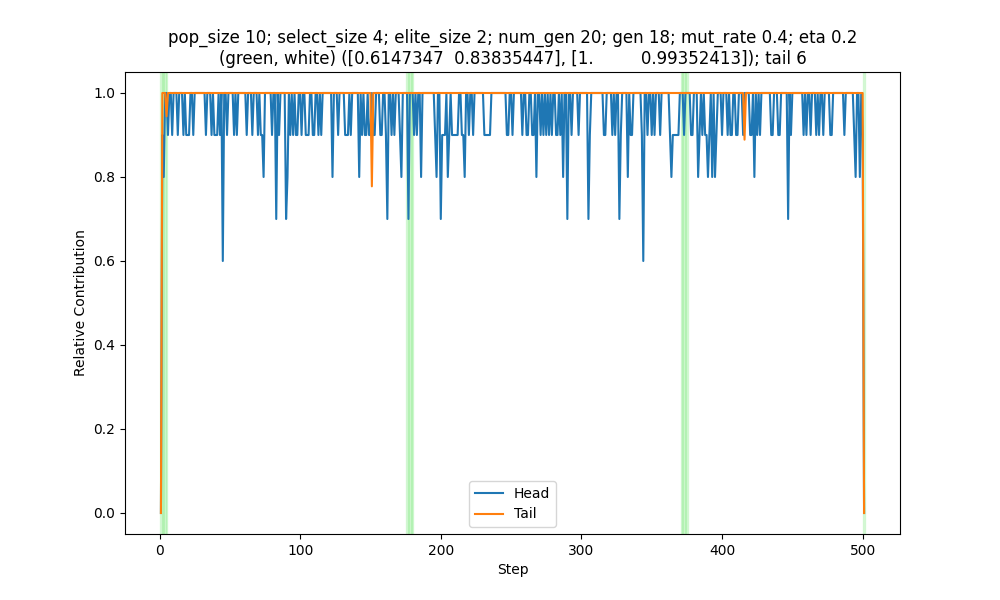 pop_size 10; select_size 4; elite_size 2; num_gen 20; gen 18; mut_rate 0.4; eta 0.2
(green, white) ([0.6147347  0.83835447], [1.         0.99352413]); tail 6
1.0
0.8
0.6
0.4
0.2
0.0
Relative Contribution
Head
Tail
0
100
200
300
400
500
Step